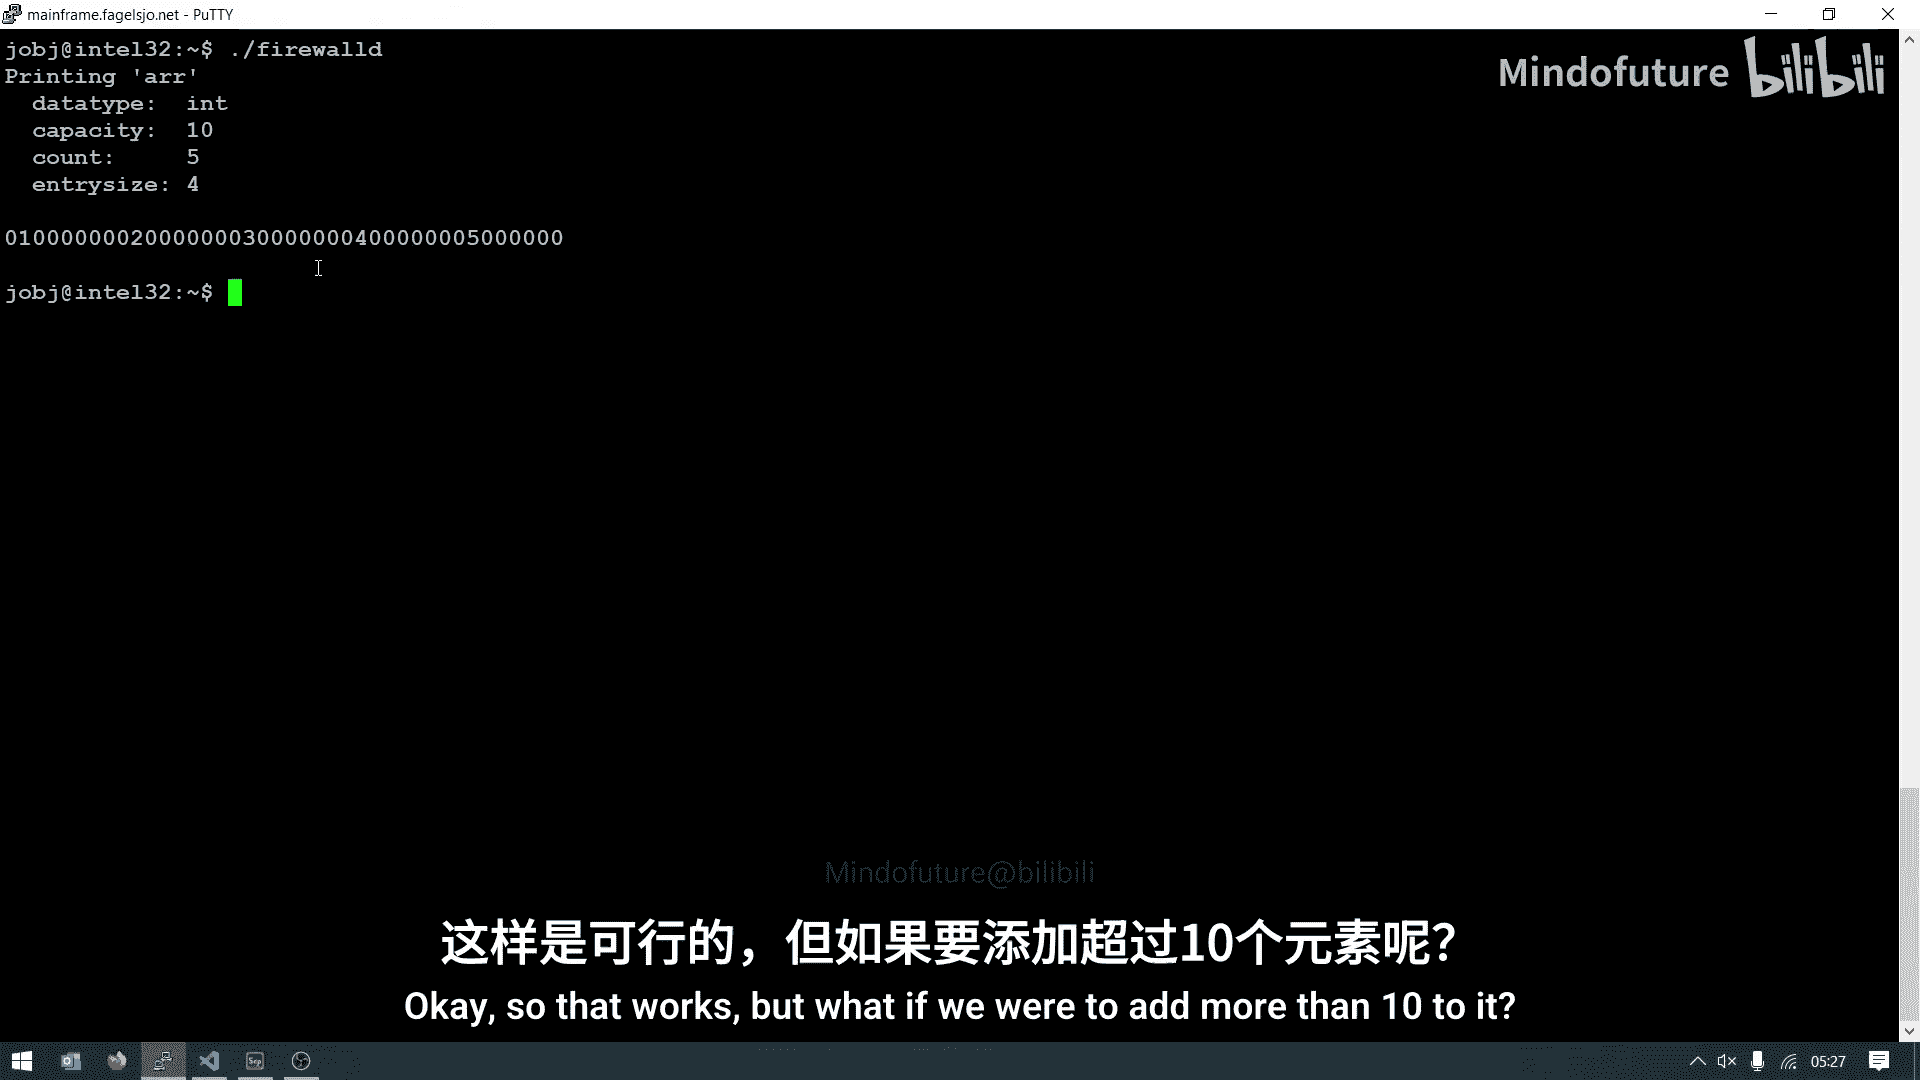 mainframe.fagelsjo.net - PuTTY
jobj@intel32:~$ ./firewalld
Printing 'arr'
datatype: int
capacity: 10
count: 5
entrysize: 4
0100000002000000030000000400000005000000
jobj@intel32:~$
Mindofuture bilibili
Mindofuture@bilibili
这样是可行的，但如果要添加超过10个元素呢？
Okay, so that works, but what if we were to add more than 10 to it?
05:27